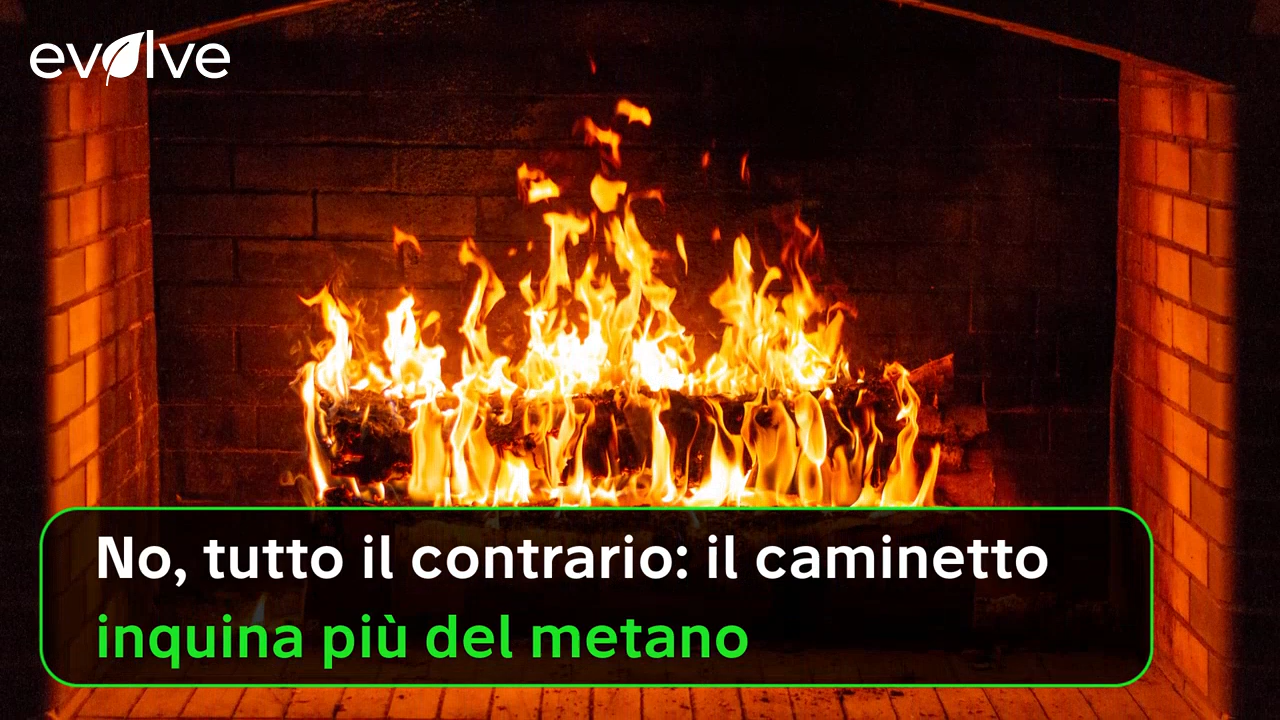 evolve
No, tutto il contrario: il caminetto
inquina più del metano